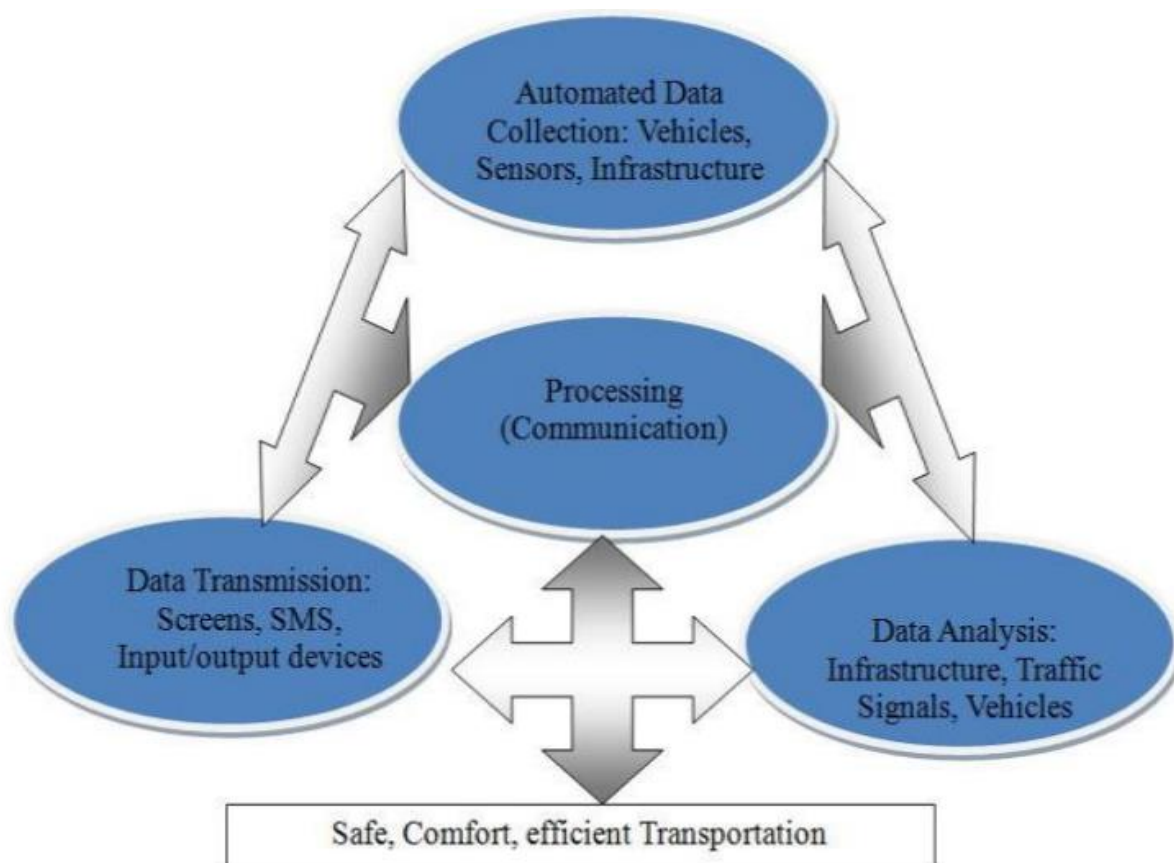 Automated Data
Collection: Vehicles,
Sensors, Infrastructure
Processing
(Communication)
Data Transmission:
Screens, SMS,
Input/output devices
Data Analysis:
Infrastructure, Traffic
Signals, Vehicles
Safe, Comfort, efficient Transportation